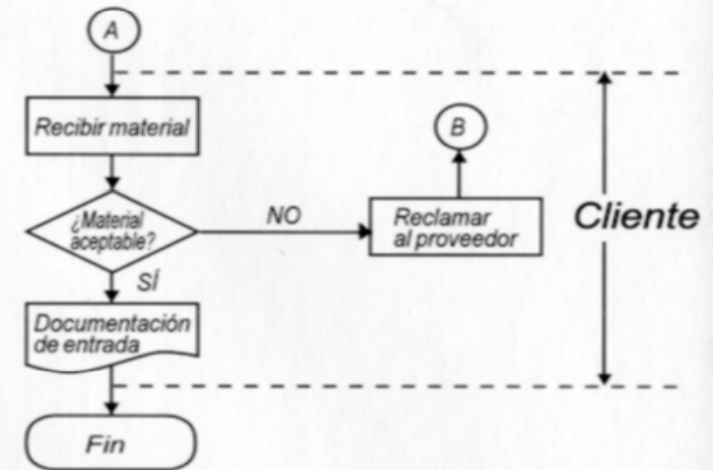 A
Recibir material
B
¿Material
aceptable?
NO
Reclamar
al proveedor
Cliente
SÍ
Documentación
de entrada
Fin